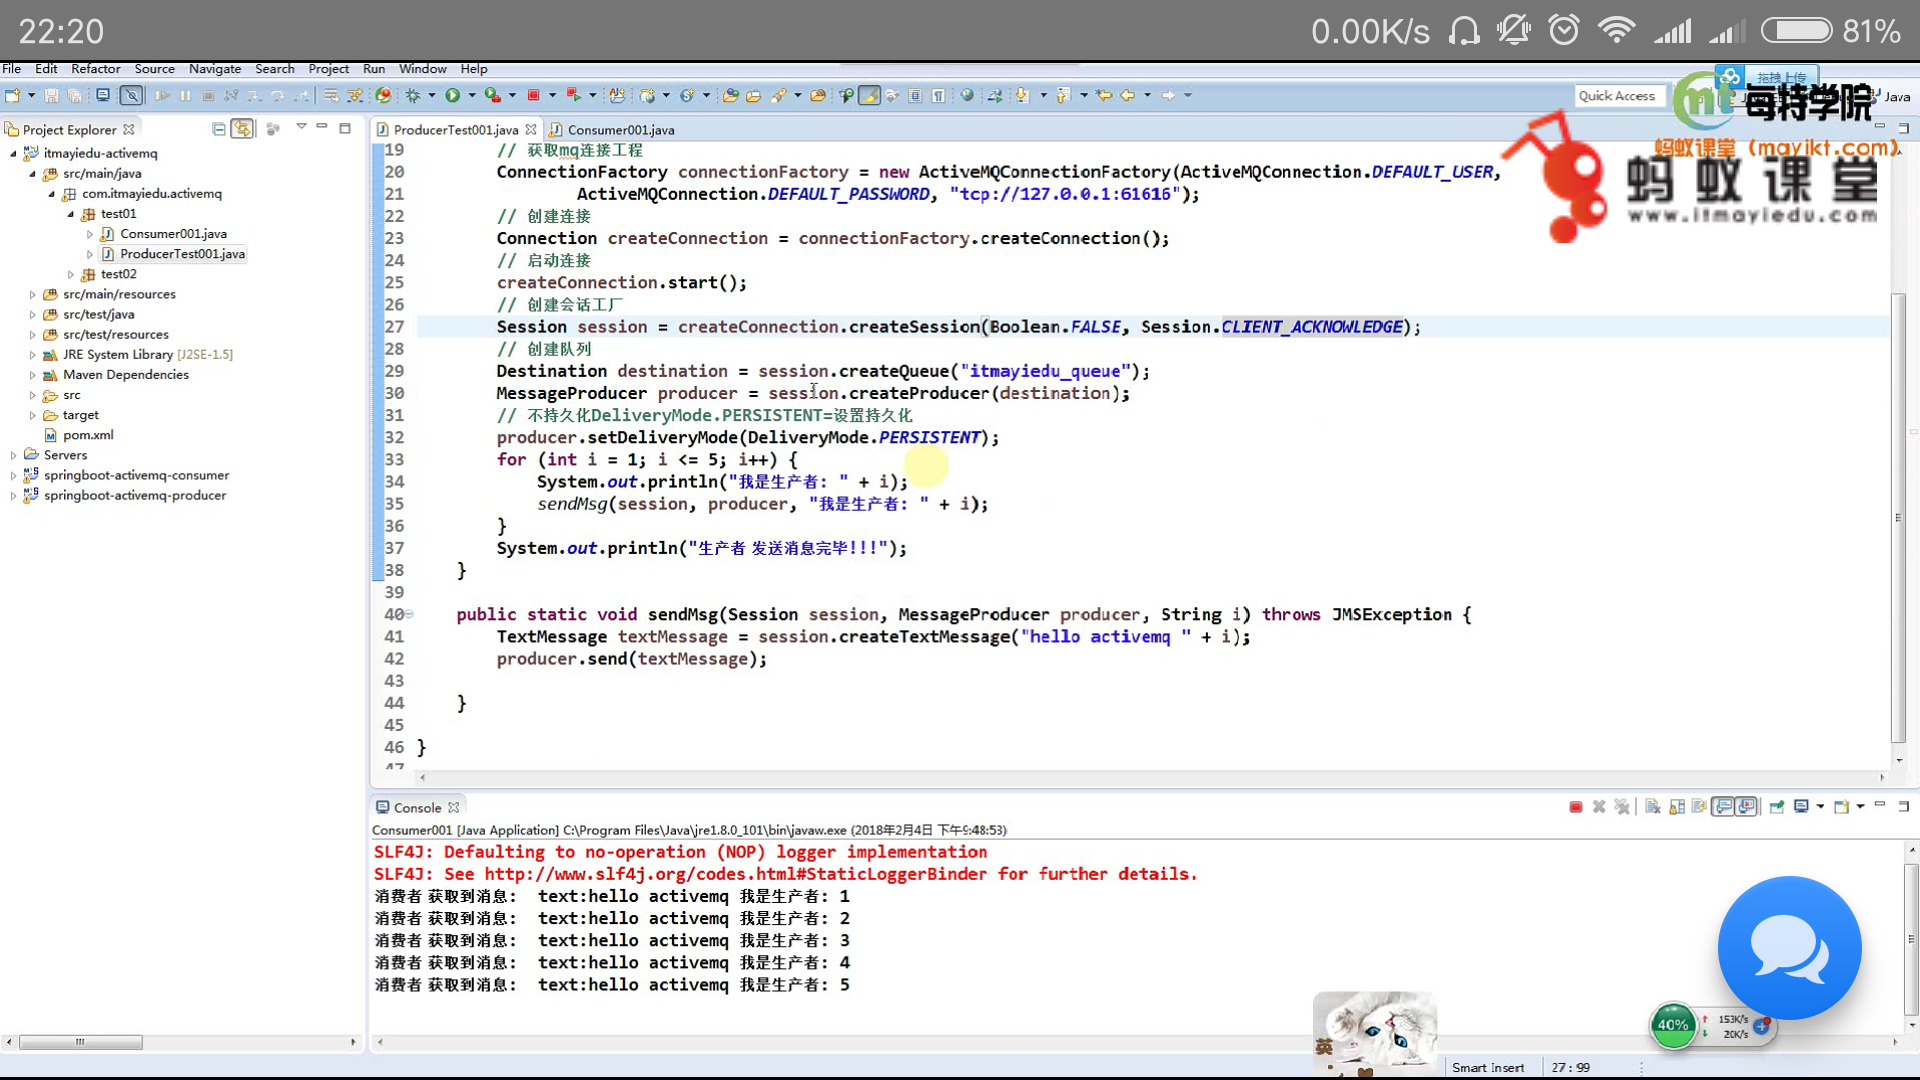 22:20
0.00K/s 81%
File Edit Refactor Source Navigate Search Project Run Window Help
Quick Access
拖拽上传
Java
每特学院
蚂蚁课堂（mayikt.com）
蚂蚁课堂
www.itmayiedu.com
Project Explorer
itmayiedu-activemq
src/main/java
com.itmayiedu.activemq
test01
Consumer001.java
ProducerTest001.java
test02
src/main/resources
src/test/java
src/test/resources
JRE System Library [J2SE-1.5]
Maven Dependencies
src
target
pom.xml
Servers
springboot-activemq-consumer
springboot-activemq-producer
ProducerTest001.java Consumer001.java
19 // 获取mq连接工程
20 ConnectionFactory connectionFactory = new ActiveMQConnectionFactory(ActiveMQConnection.DEFAULT_USER,
21 ActiveMQConnection.DEFAULT_PASSWORD, "tcp://127.0.0.1:61616");
22 // 创建连接
23 Connection createConnection = connectionFactory.createConnection();
24 // 启动连接
25 createConnection.start();
26 // 创建会话工厂
27 Session session = createConnection.createSession(Boolean.FALSE, Session.CLIENT_ACKNOWLEDGE);
28 // 创建队列
29 Destination destination = session.createQueue("itmayiedu_queue");
30 MessageProducer producer = session.createProducer(destination);
31 // 不持久化DeliveryMode.PERSISTENT=设置持久化
32 producer.setDeliveryMode(DeliveryMode.PERSISTENT);
33 for (int i = 1; i <= 5; i++) {
34 System.out.println("我是生产者: " + i);
35 sendMsg(session, producer, "我是生产者: " + i);
36 }
37 System.out.println("生产者 发送消息完毕!!!");
38 }
39
40 public static void sendMsg(Session session, MessageProducer producer, String i) throws JMSException {
41 TextMessage textMessage = session.createTextMessage("hello activemq " + i);
42 producer.send(textMessage);
43
44 }
45
46 }
47
Console
Consumer001 [Java Application] C:\Program Files\Java\jre1.8.0_101\bin\javaw.exe (2018年2月4日 下午9:48:53)
SLF4J: Defaulting to no-operation (NOP) logger implementation
SLF4J: See http://www.slf4j.org/codes.html#StaticLoggerBinder for further details.
消费者 获取到消息: text:hello activemq 我是生产者: 1
消费者 获取到消息: text:hello activemq 我是生产者: 2
消费者 获取到消息: text:hello activemq 我是生产者: 3
消费者 获取到消息: text:hello activemq 我是生产者: 4
消费者 获取到消息: text:hello activemq 我是生产者: 5
英
40% 153K/s
20K/s
Smart Insert 27:99